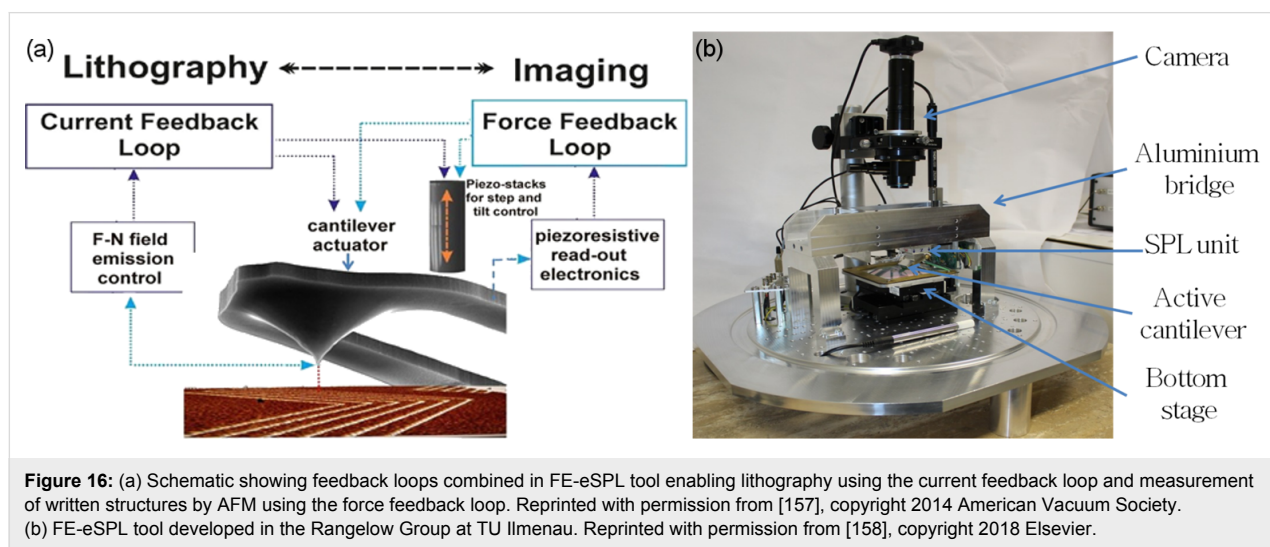 (a)
Lithography
Imaging
Current Feedback
Loop
Force Feedback
Loop
Piezo-stacks
for step and
tilt control
cantilever
actuator
F-N field
emission
control
piezoresistive
read-out
electronics
(b)
Camera
Aluminium
bridge
SPL unit
Active
cantilever
Bottom
stage
Figure 16: (a) Schematic showing feedback loops combined in FE-eSPL tool enabling lithography using the current feedback loop and measurement
of written structures by AFM using the force feedback loop. Reprinted with permission from [157], copyright 2014 American Vacuum Society.
(b) FE-eSPL tool developed in the Rangelow Group at TU Ilmenau. Reprinted with permission from [158], copyright 2018 Elsevier.